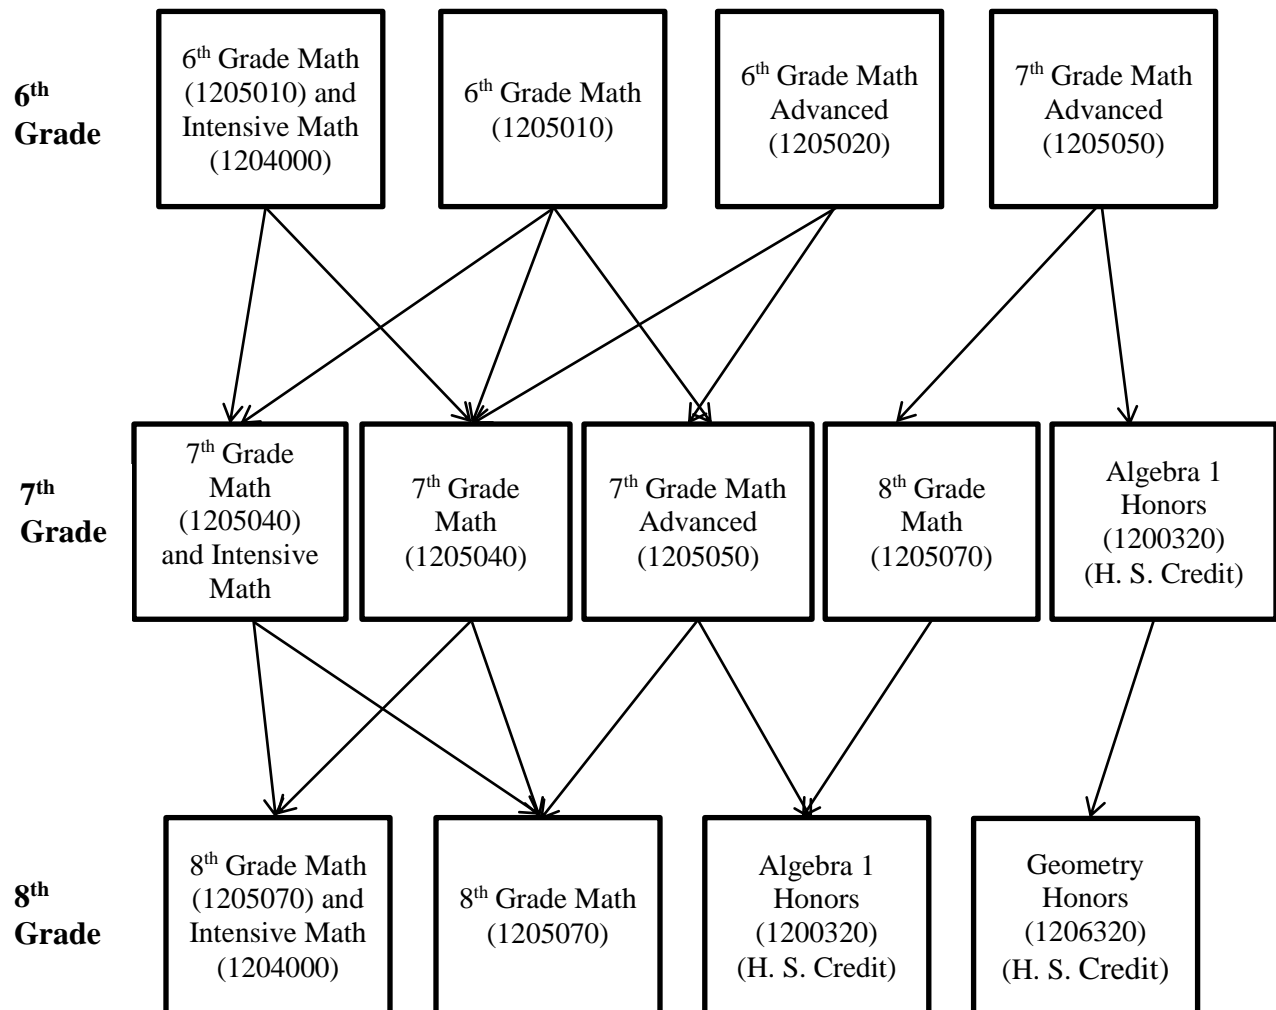 6th
Grade
6th Grade Math
(1205010) and
Intensive Math
(1204000)
6th Grade Math
(1205010)
6th Grade Math
Advanced
(1205020)
7th Grade Math
Advanced
(1205050)
7th
Grade
7th Grade
Math
(1205040)
and Intensive
Math
7th Grade
Math
(1205040)
7th Grade Math
Advanced
(1205050)
8th Grade
Math
(1205070)
Algebra 1
Honors
(1200320)
(H. S. Credit)
8th
Grade
8th Grade Math
(1205070) and
Intensive Math
(1204000)
8th Grade Math
(1205070)
Algebra 1
Honors
(1200320)
(H. S. Credit)
Geometry
Honors
(1206320)
(H. S. Credit)